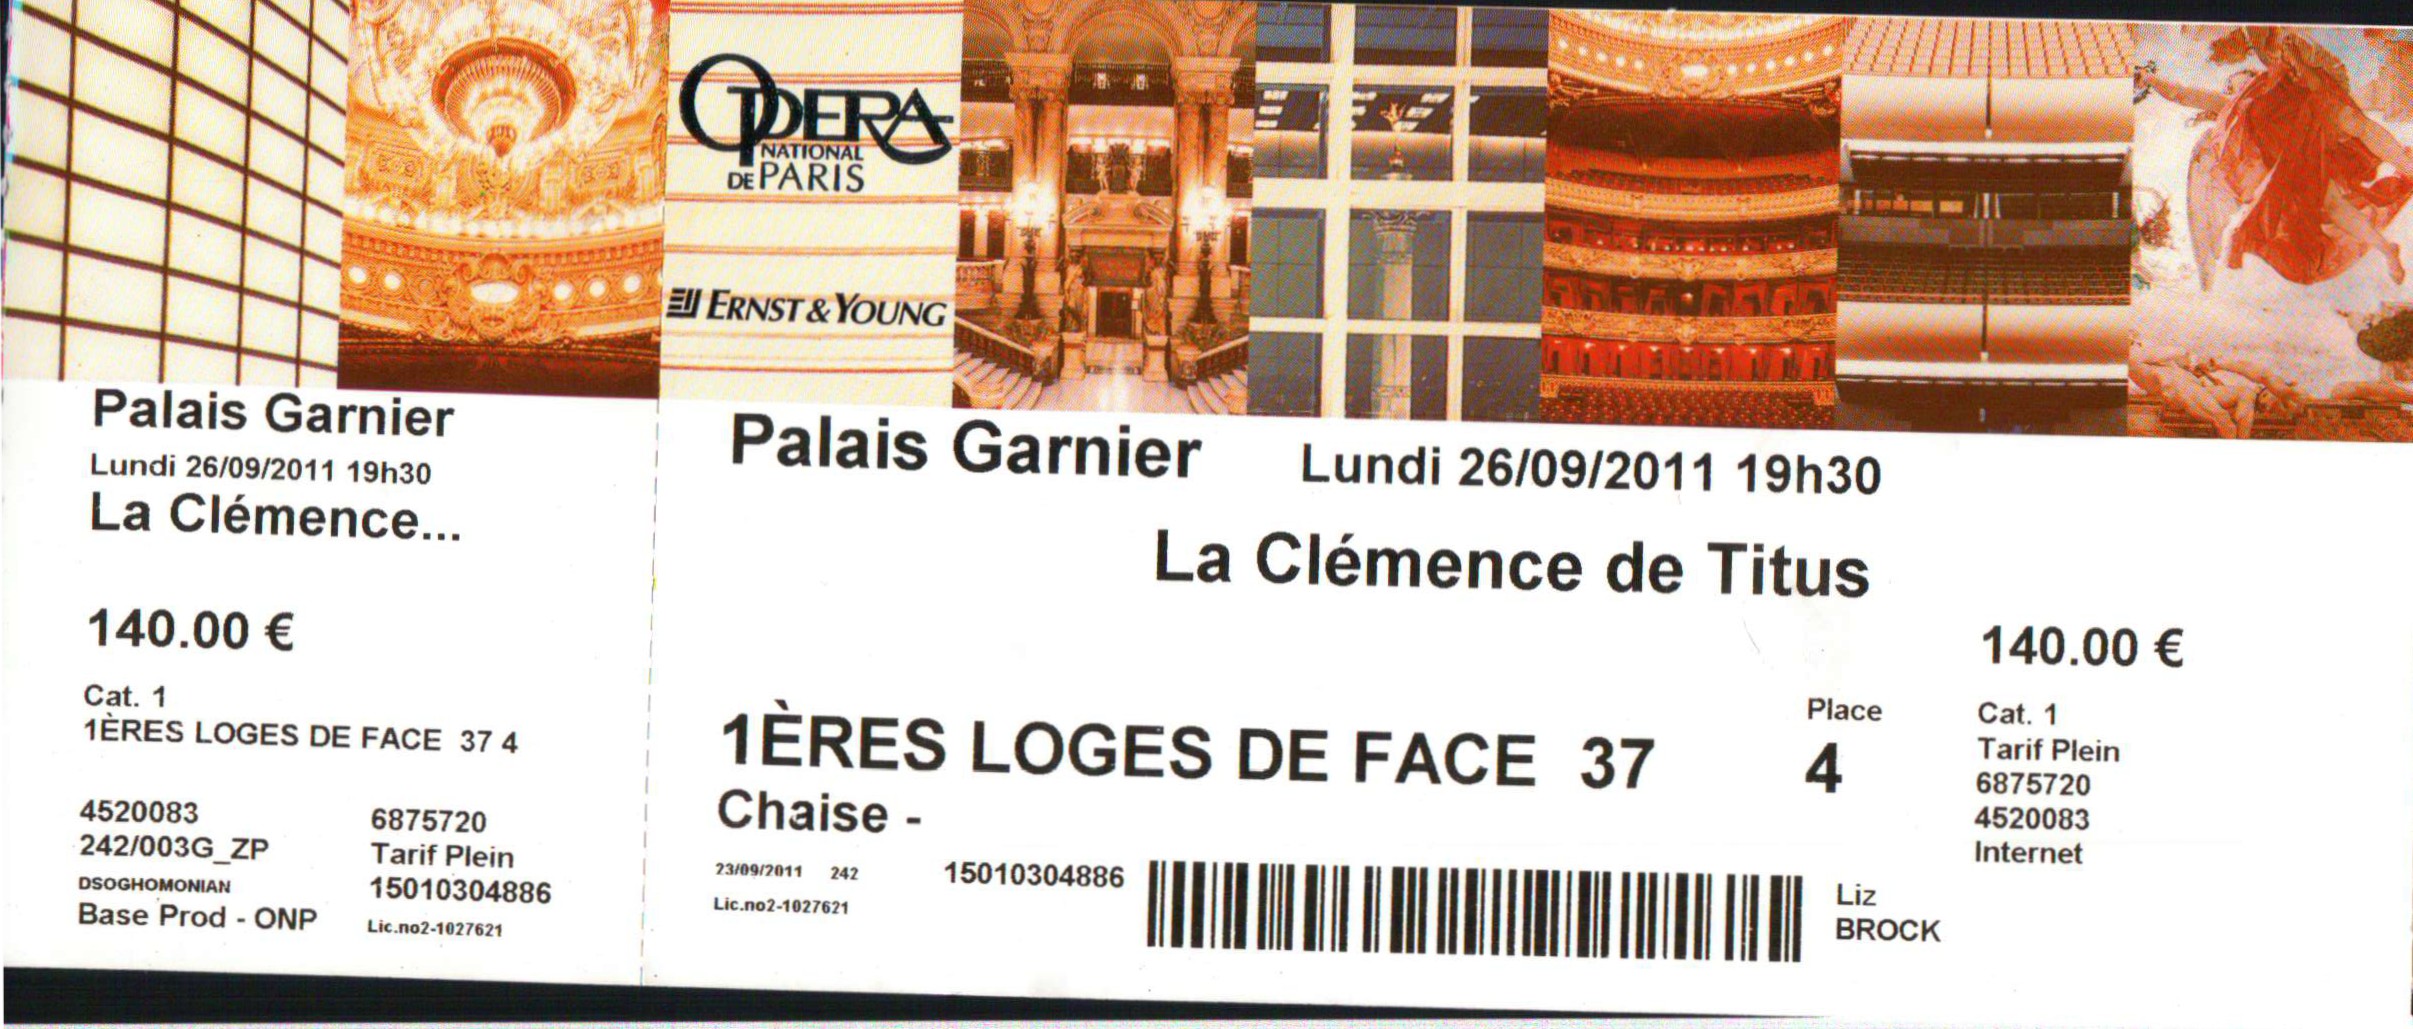 OPERA
NATIONAL
DE PARIS
ERNST & YOUNG
Palais Garnier
Lundi 26/09/2011 19h30
La Clémence...
140.00 €
Cat. 1
1ÈRES LOGES DE FACE 37 4
4520083
242/003G_ZP
DSOGHOMONIAN
Base Prod - ONP
6875720
Tarif Plein
15010304886
Lic.no2-1027621
Palais Garnier Lundi 26/09/2011 19h30
La Clémence de Titus
1ÈRES LOGES DE FACE 37
Chaise -
Place
4
23/09/2011 242 15010304886
Lic.no2-1027621
140.00 €
Cat. 1
Tarif Plein
6875720
4520083
Internet
Liz
BROCK